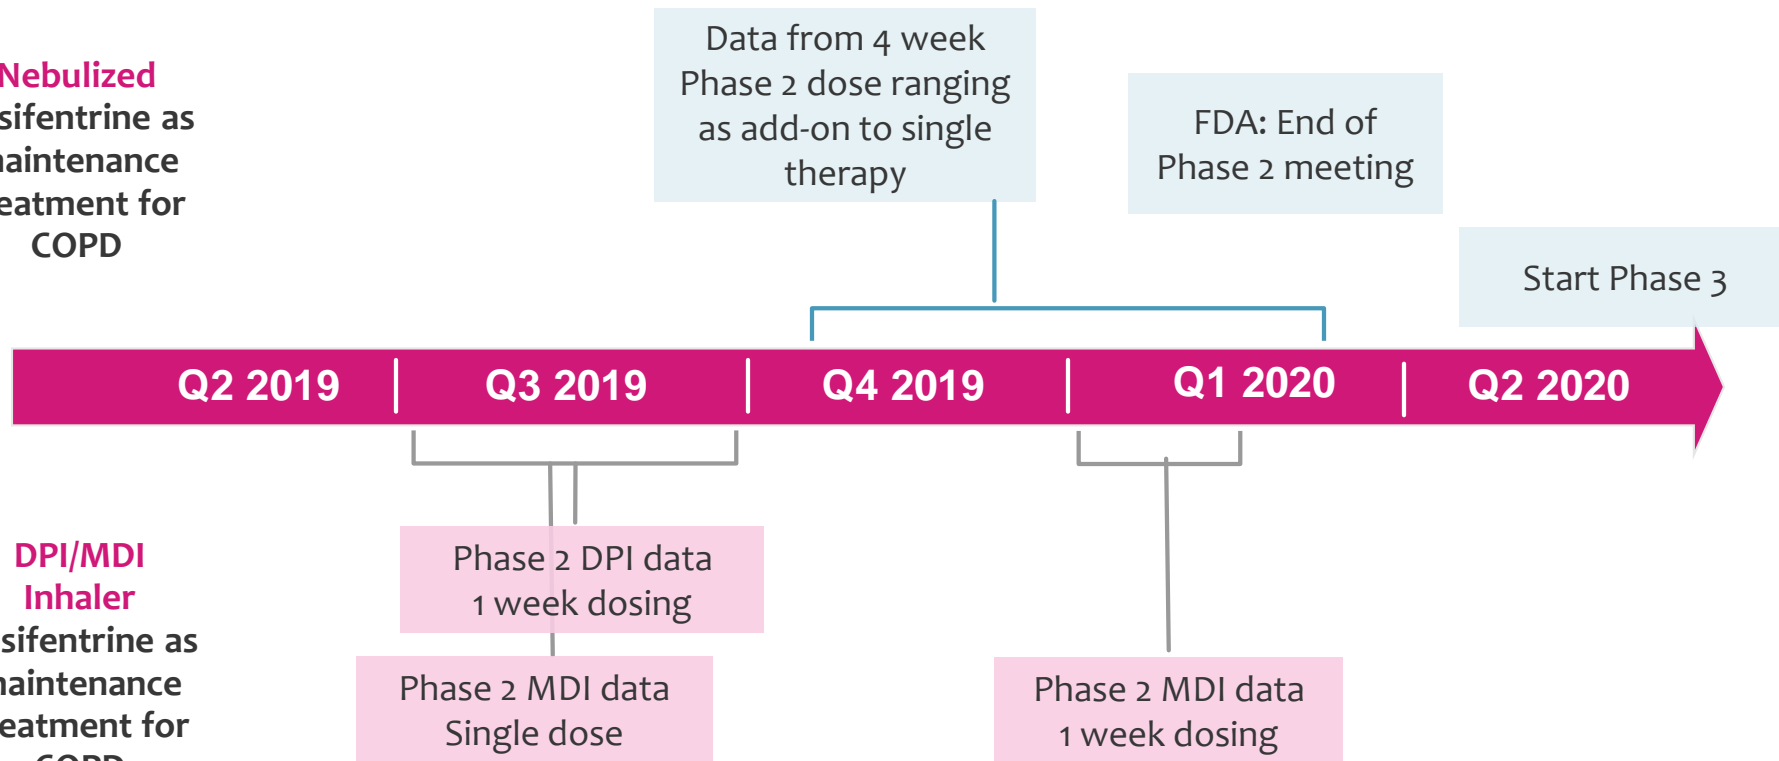 Nebulized
sifentrine as
aintenance
eatment for
COPD
Data from 4 week
Phase 2 dose ranging
as add-on to single
therapy
FDA: End of
Phase 2 meeting
Start Phase 3
Q2 2019
Q3 2019
Q4 2019
Q1 2020
Q2 2020
DPI/MDI
Inhaler
sifentrine as
aintenance
eatment for
COPD
Phase 2 DPI data
1 week dosing
Phase 2 MDI data
Single dose
Phase 2 MDI data
1 week dosing